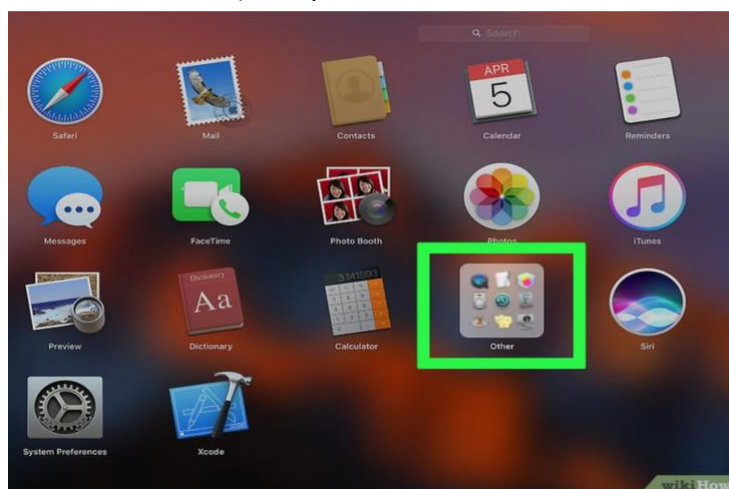 Search
Safari
Mail
Contacts
APR
5
Calendar
Reminders
Messages
FaceTime
Photo Booth
Photos
iTunes
Preview
Dictionary
Aa
Dictionary
Calculator
Other
Siri
System Preferences
Xcode
wikiHow